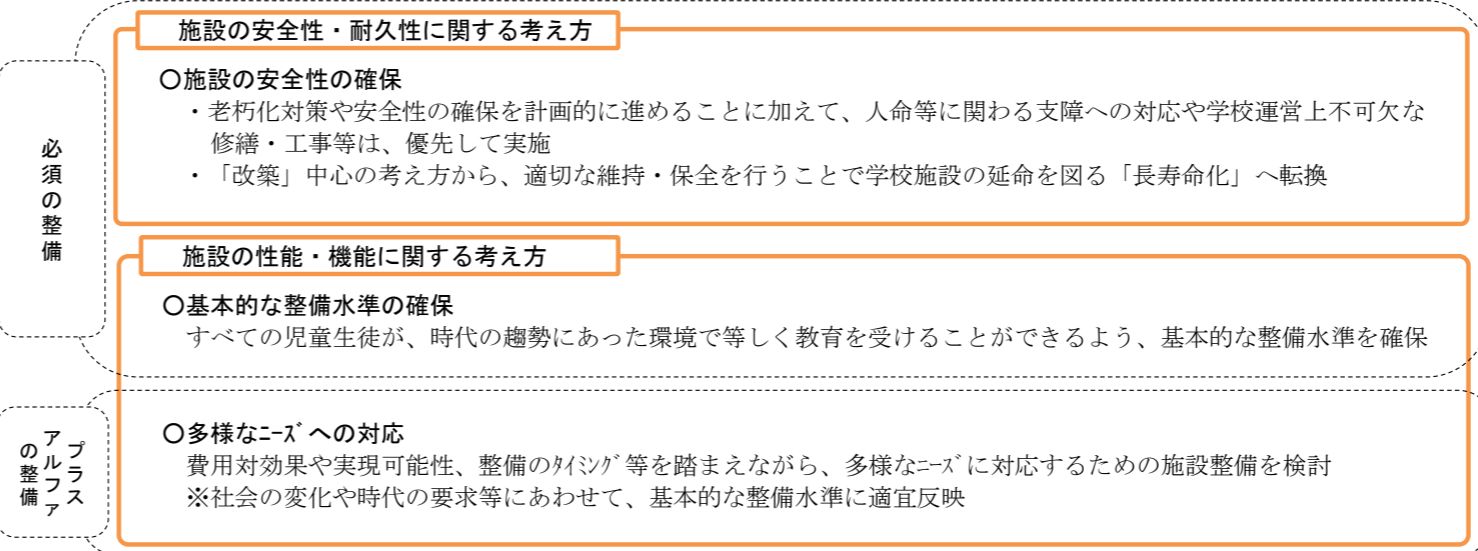 必須の整備
施設の安全性・耐久性に関する考え方
○施設の安全性の確保
・老朽化対策や安全性の確保を計画的に進めることに加えて、人命等に関わる支障への対応や学校運営上不可欠な
修繕・工事等は、優先して実施
・「改築」中心の考え方から、適切な維持・保全を行うことで学校施設の延命を図る「長寿命化」へ転換
施設の性能・機能に関する考え方
○基本的な整備水準の確保
すべての児童生徒が、時代の趨勢にあった環境で等しく教育を受けることができるよう、基本的な整備水準を確保
プラス
アルファ
の整備
○多様なﾆｰｽﾞへの対応
費用対効果や実現可能性、整備のﾀｲﾐﾝｸﾞ等を踏まえながら、多様なﾆｰｽﾞに対応するための施設整備を検討
※社会の変化や時代の要求等にあわせて、基本的な整備水準に適宜反映